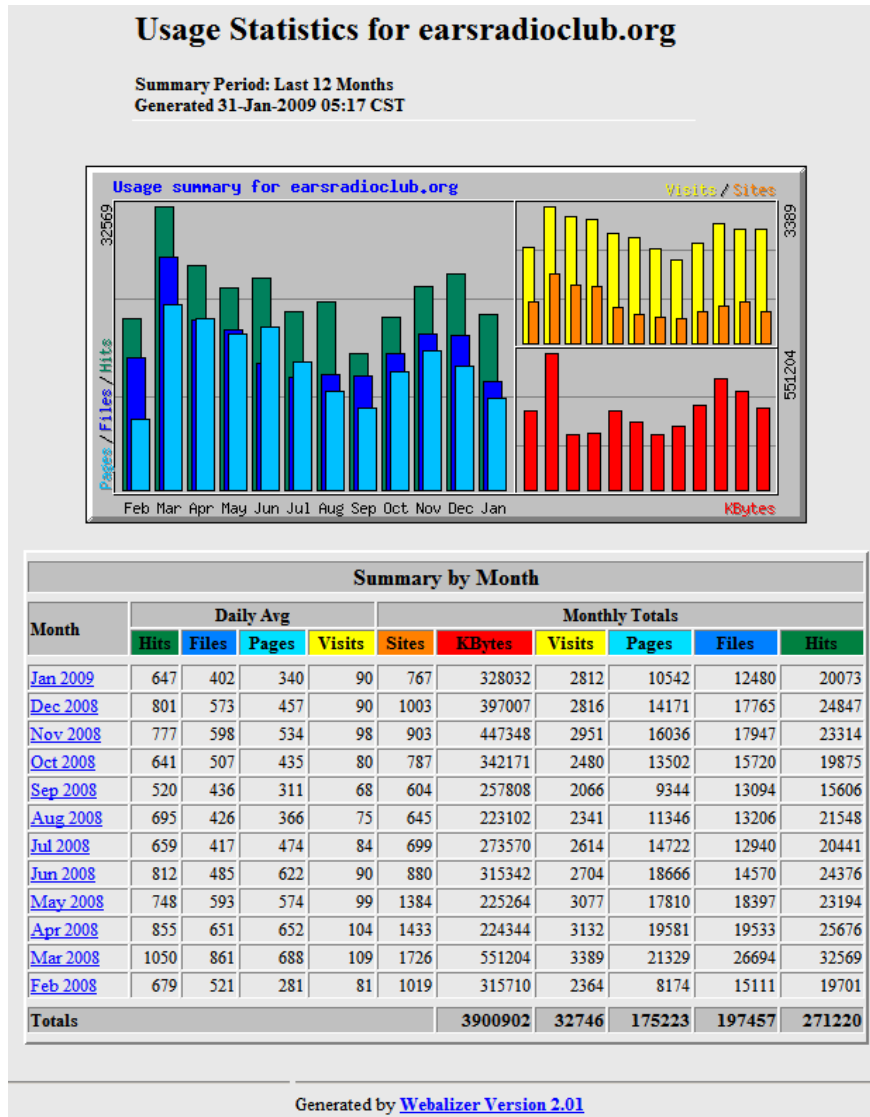 Usage Statistics for earsradioclub.org
Summary Period: Last 12 Months
Generated 31-Jan-2009 05:17 CST
Usage summary for earsradioclub.org
Visits / Sites
32569
3389
Pages / Files / Hits
551204
Feb Mar Apr May Jun Jul Aug Sep Oct Nov Dec Jan
KBytes
Summary by Month
Month Daily Avg Monthly Totals
Hits Files Pages Visits Sites KBytes Visits Pages Files Hits
Jan 2009 647 402 340 90 767 328032 2812 10542 12480 20073
Dec 2008 801 573 457 90 1003 397007 2816 14171 17765 24847
Nov 2008 777 598 534 98 903 447348 2951 16036 17947 23314
Oct 2008 641 507 435 80 787 342171 2480 13502 15720 19875
Sep 2008 520 436 311 68 604 257808 2066 9344 13094 15606
Aug 2008 695 426 366 75 645 223102 2341 11346 13206 21548
Jul 2008 659 417 474 84 699 273570 2614 14722 12940 20441
Jun 2008 812 485 622 90 880 315342 2704 18666 14570 24376
May 2008 748 593 574 99 1384 225264 3077 17810 18397 23194
Apr 2008 855 651 652 104 1433 224344 3132 19581 19533 25676
Mar 2008 1050 861 688 109 1726 551204 3389 21329 26694 32569
Feb 2008 679 521 281 81 1019 315710 2364 8174 15111 19701
Totals 3900902 32746 175223 197457 271220
Generated by Webalizer Version 2.01